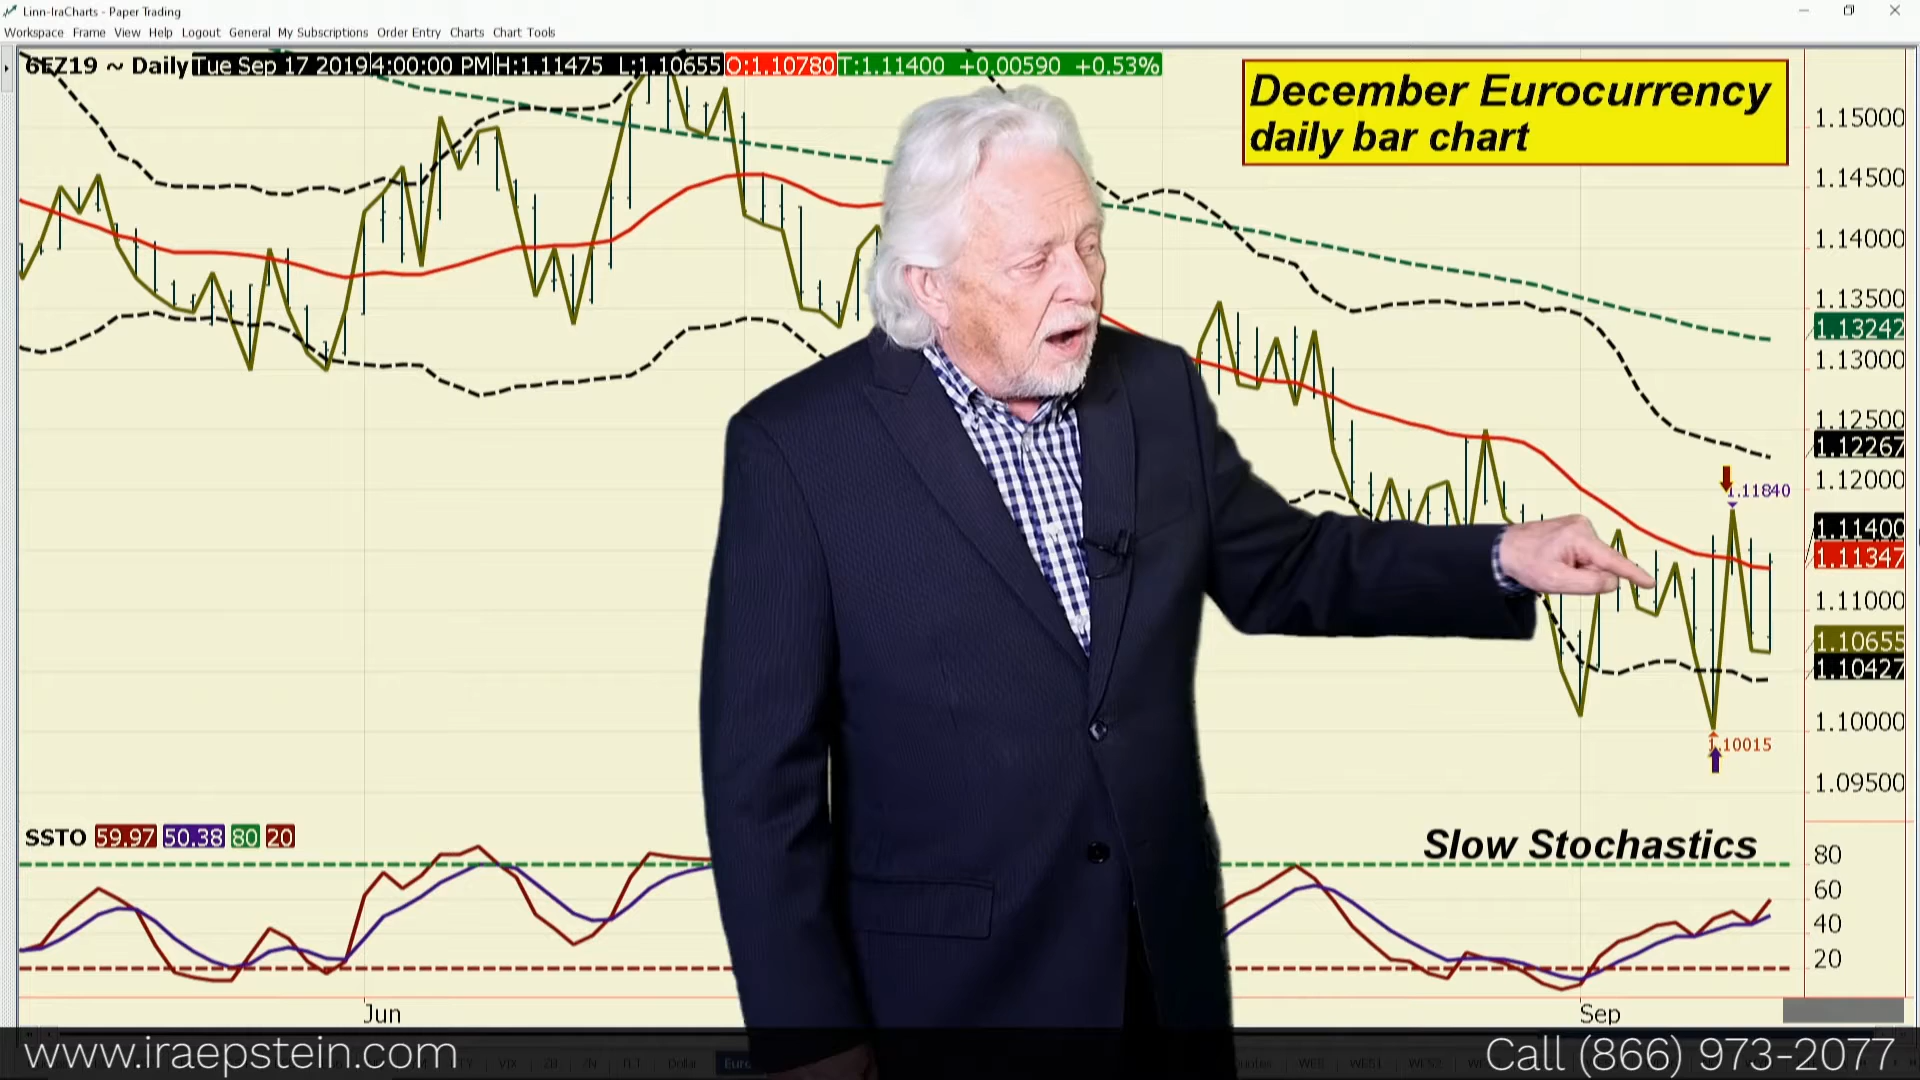 Linn-IraCharts - Paper Trading
Workspace Frame View Help Logout General My Subscriptions Order Entry Charts Chart Tools
6EZ19 ~ Daily Tue Sep 17 2019 4:00:00 PM H:1.11475 L:1.10655 O:1.10780 T:1.11400 +0.00590 +0.53%
December Eurocurrency
daily bar chart
1.15000
1.14500
1.14000
1.13500
1.13242
1.13000
1.12500
1.12267
1.12000
1.11840
1.11400
1.11347
1.11000
1.10655
1.10427
1.10000
1.10015
1.09500
SSTO 59.97 50.38 80 20
Slow Stochastics
80
60
40
20
Jun Sep
www.iraepstein.com
Call (866) 973-2077